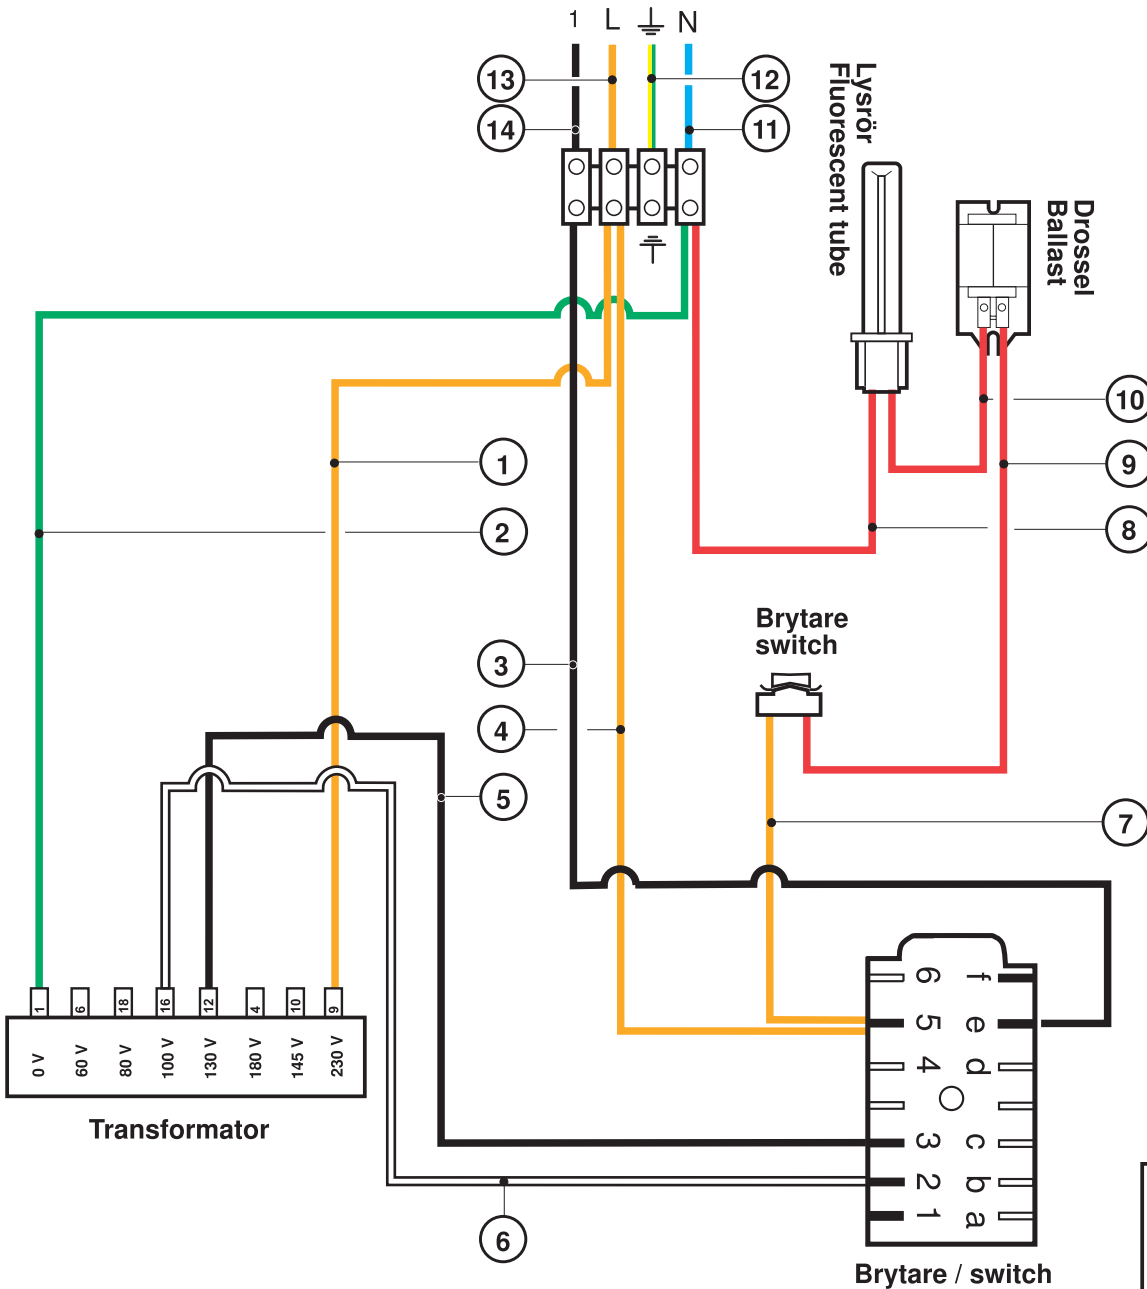 1 L N
13
12
14
11
Lysrör
Fluorescent tube
Drossel
Ballast
10
1
9
2
8
Brytare
switch
3
4
5
7
1 6 18 16 12 4 10 9
0 V 60 V 80 V 100 V 130 V 180 V 145 V 230 V
Transformator
6 f
5 e
4 d
3 c
2 b
1 a
6
Brytare / switch